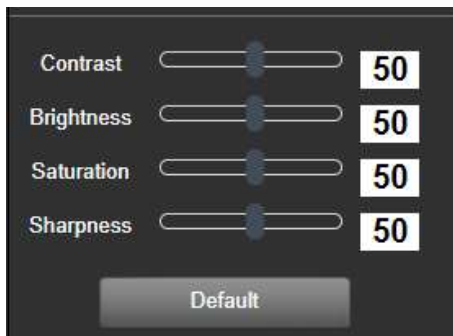 Contrast 50
Brightness 50
Saturation 50
Sharpness 50
Default